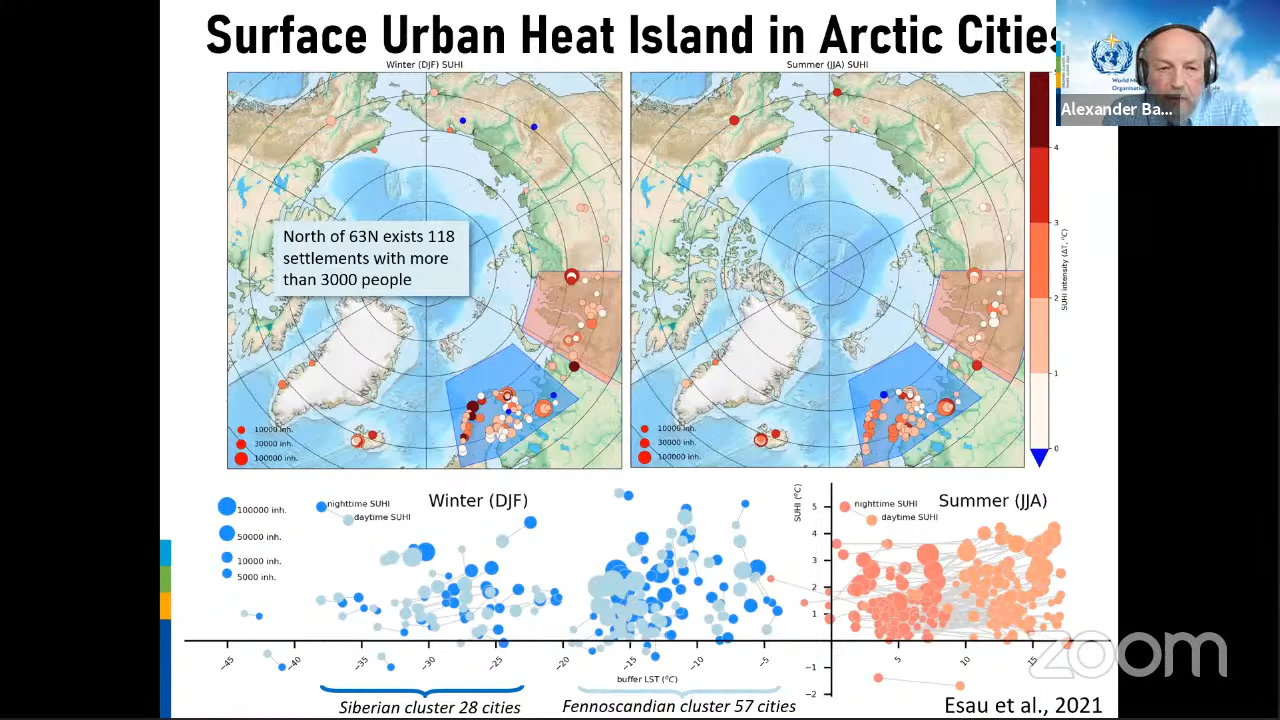 Surface Urban Heat Island in Arctic Cities
Winter (DJF) SUHI
Summer (JJA) SUHI
Alexander Ba...
North of 63N exists 118
settlements with more
than 3000 people
10000 inh.
30000 inh.
100000 inh.
10000 inh.
30000 inh.
100000 inh.
4
3
2
1
0
SUHI intensity (ΔT, °C)
100000 inh.
50000 inh.
10000 inh.
5000 inh.
nighttime SUHI
daytime SUHI
Winter (DJF)
SUHI (°C)
nighttime SUHI
daytime SUHI
Summer (JJA)
5
4
3
2
1
−1
−2
−45
−40
−35
−30
−25
−20
−15
−10
−5
5
10
15
buffer LST (°C)
Siberian cluster 28 cities
Fennoscandian cluster 57 cities
Esau et al., 2021
zoom